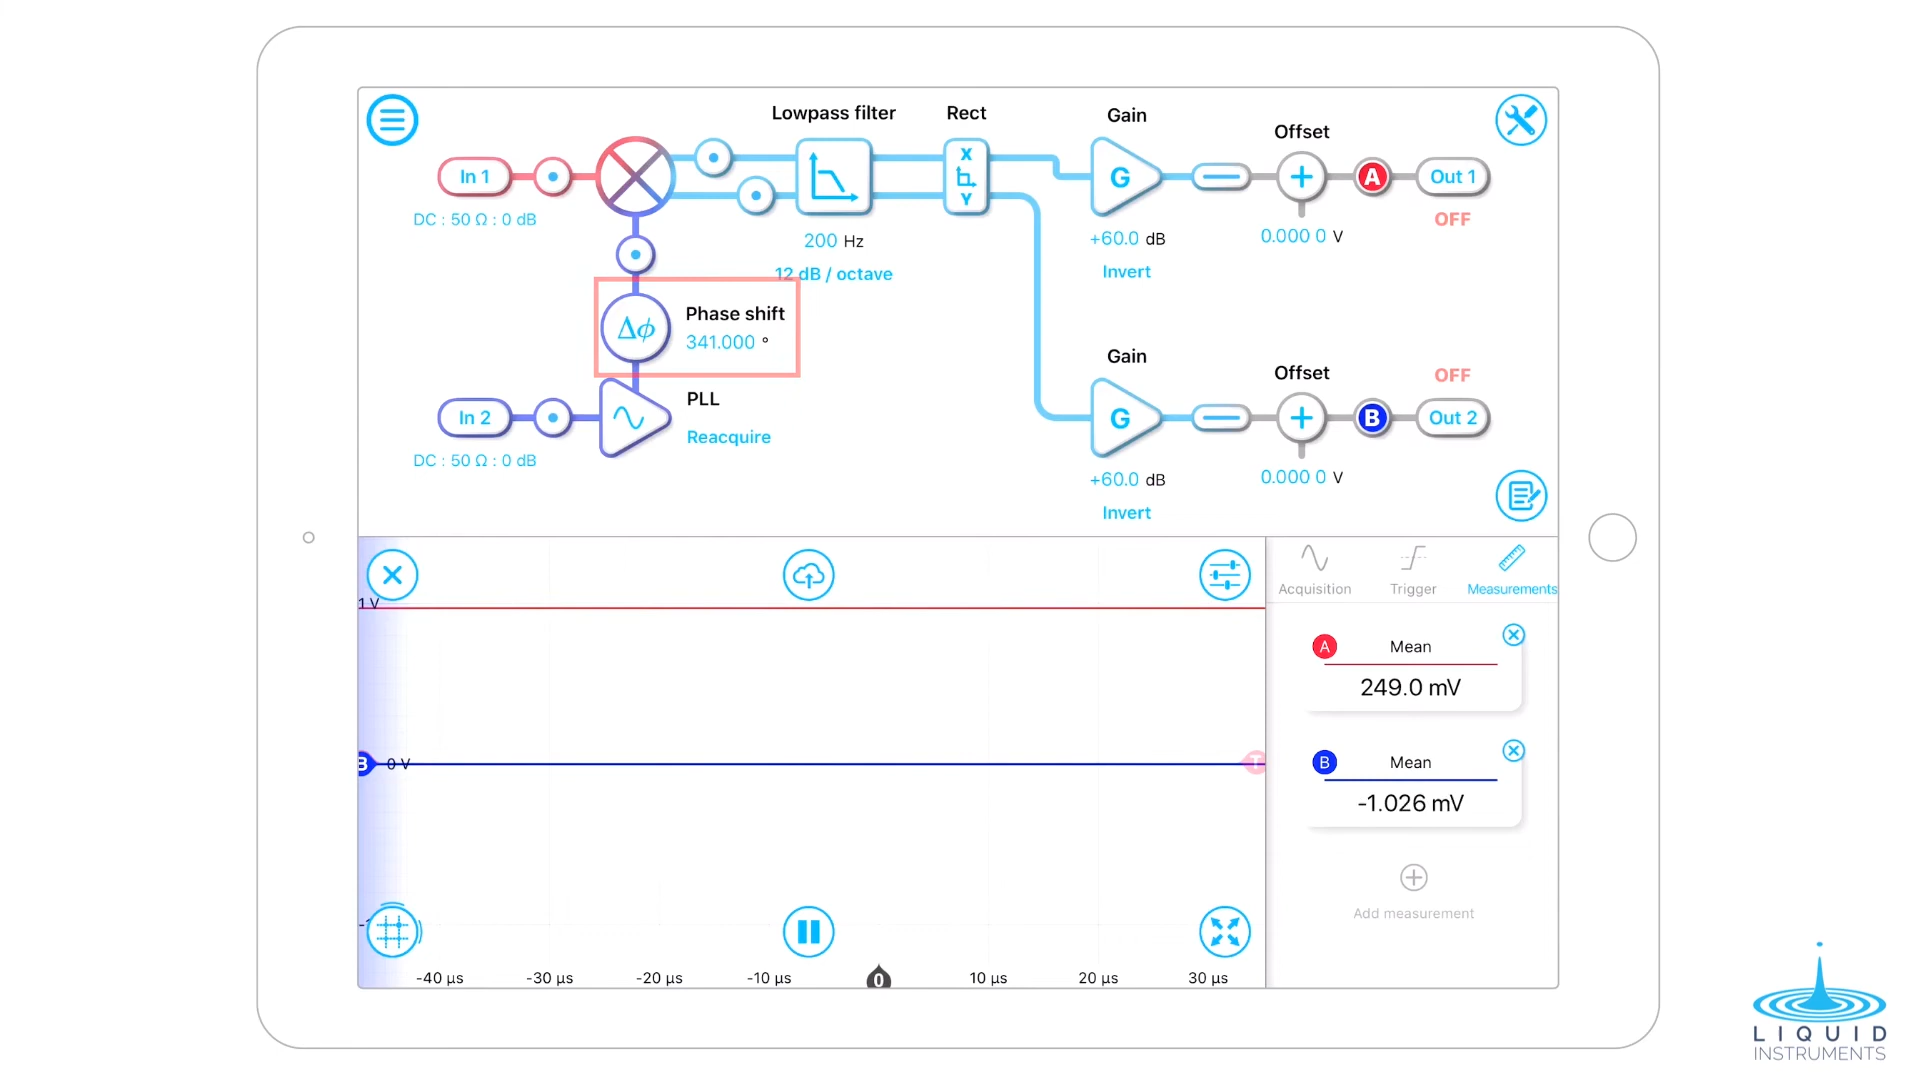 Lowpass filter
Rect
Gain
Offset
In 1
X
Y
G
A
Out 1
DC : 50 Ω : 0 dB
OFF
200 Hz
+60.0 dB
0.000 0 V
12 dB / octave
Invert
Phase shift
Δϕ
341.000 °
Gain
Offset
OFF
PLL
In 2
G
B
Out 2
Reacquire
DC : 50 Ω : 0 dB
+60.0 dB
0.000 0 V
Invert
Acquisition
Trigger
Measurements
1 V
A
Mean
249.0 mV
B
0 V
T
B
Mean
-1.026 mV
Add measurement
-40 µs
-30 µs
-20 µs
-10 µs
0
10 µs
20 µs
30 µs
LIQUID
INSTRUMENTS